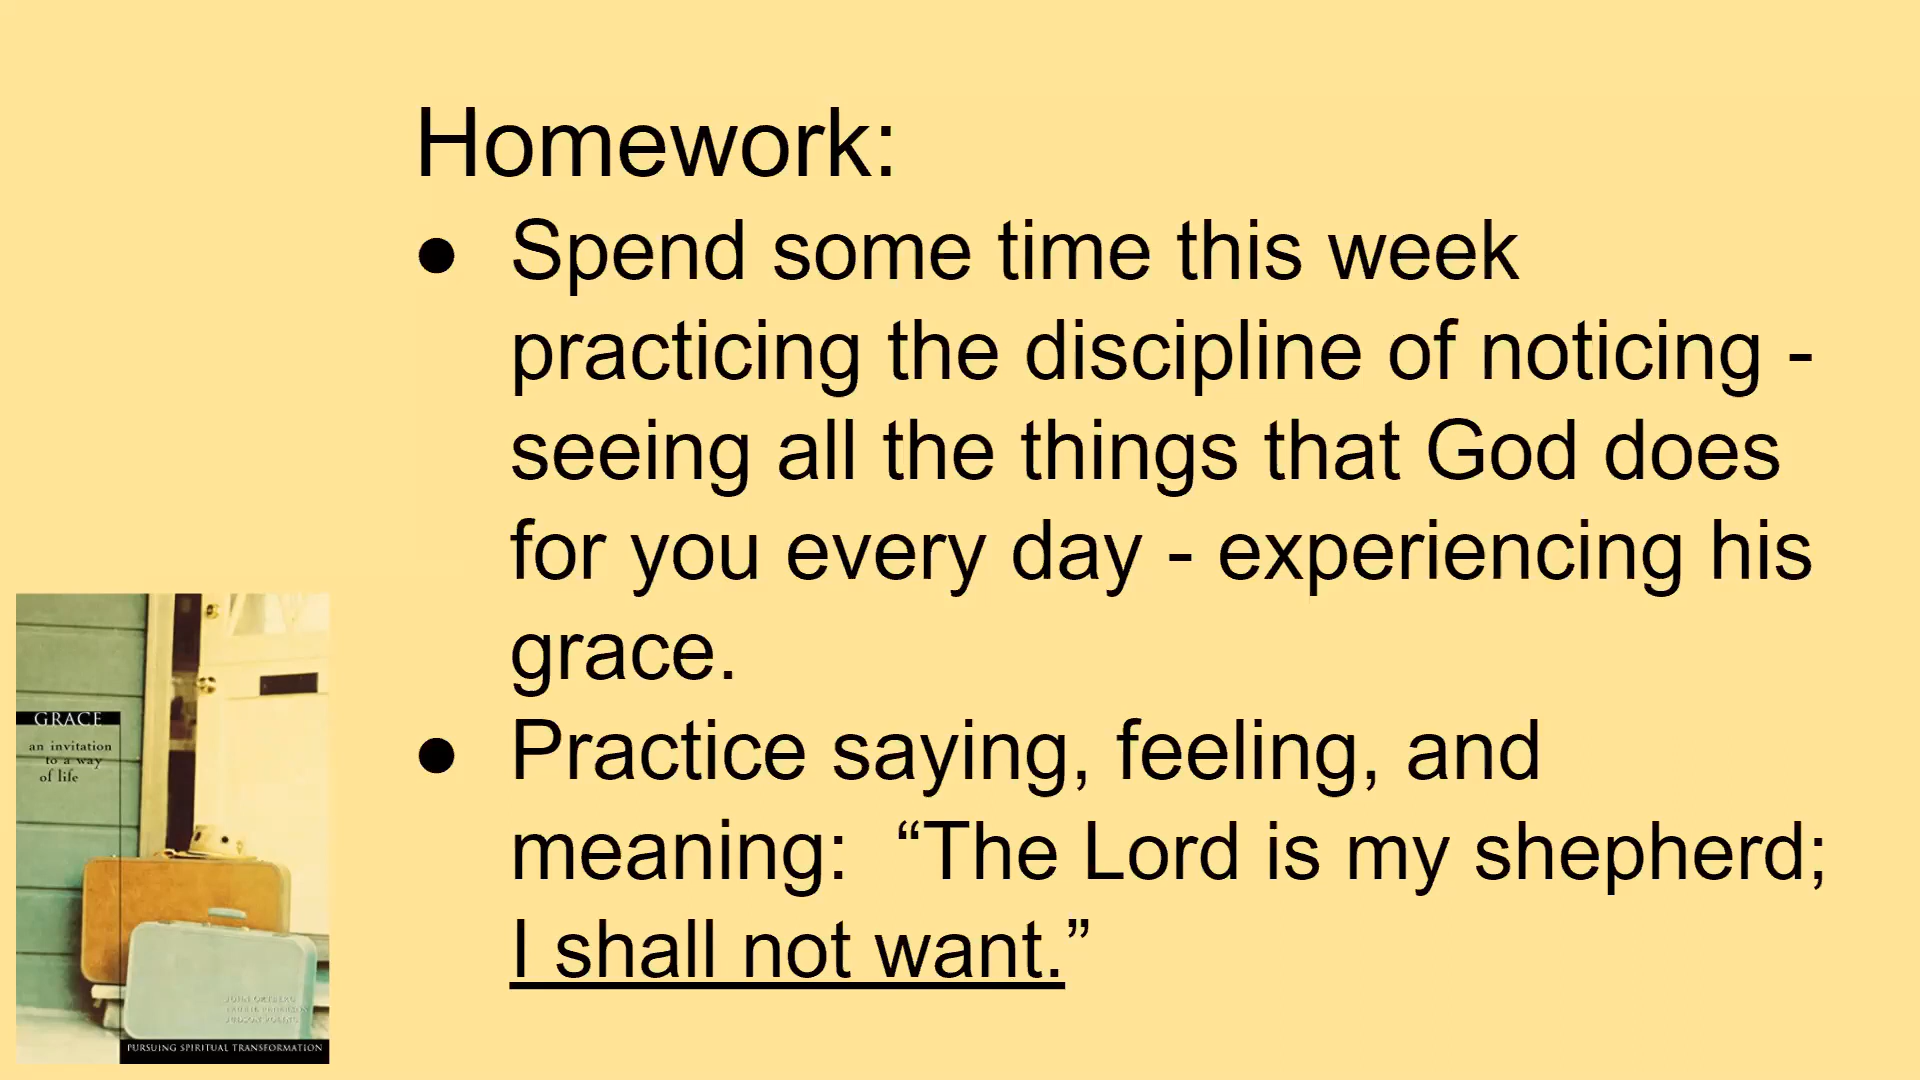 Homework:
● Spend some time this week
practicing the discipline of noticing -
seeing all the things that God does
for you every day - experiencing his
grace.
● Practice saying, feeling, and
meaning:  “The Lord is my shepherd;
I shall not want.”
GRACE
an invitation
to a way
of life
JOHN ORTBERG
PURSUING SPIRITUAL TRANSFORMATION